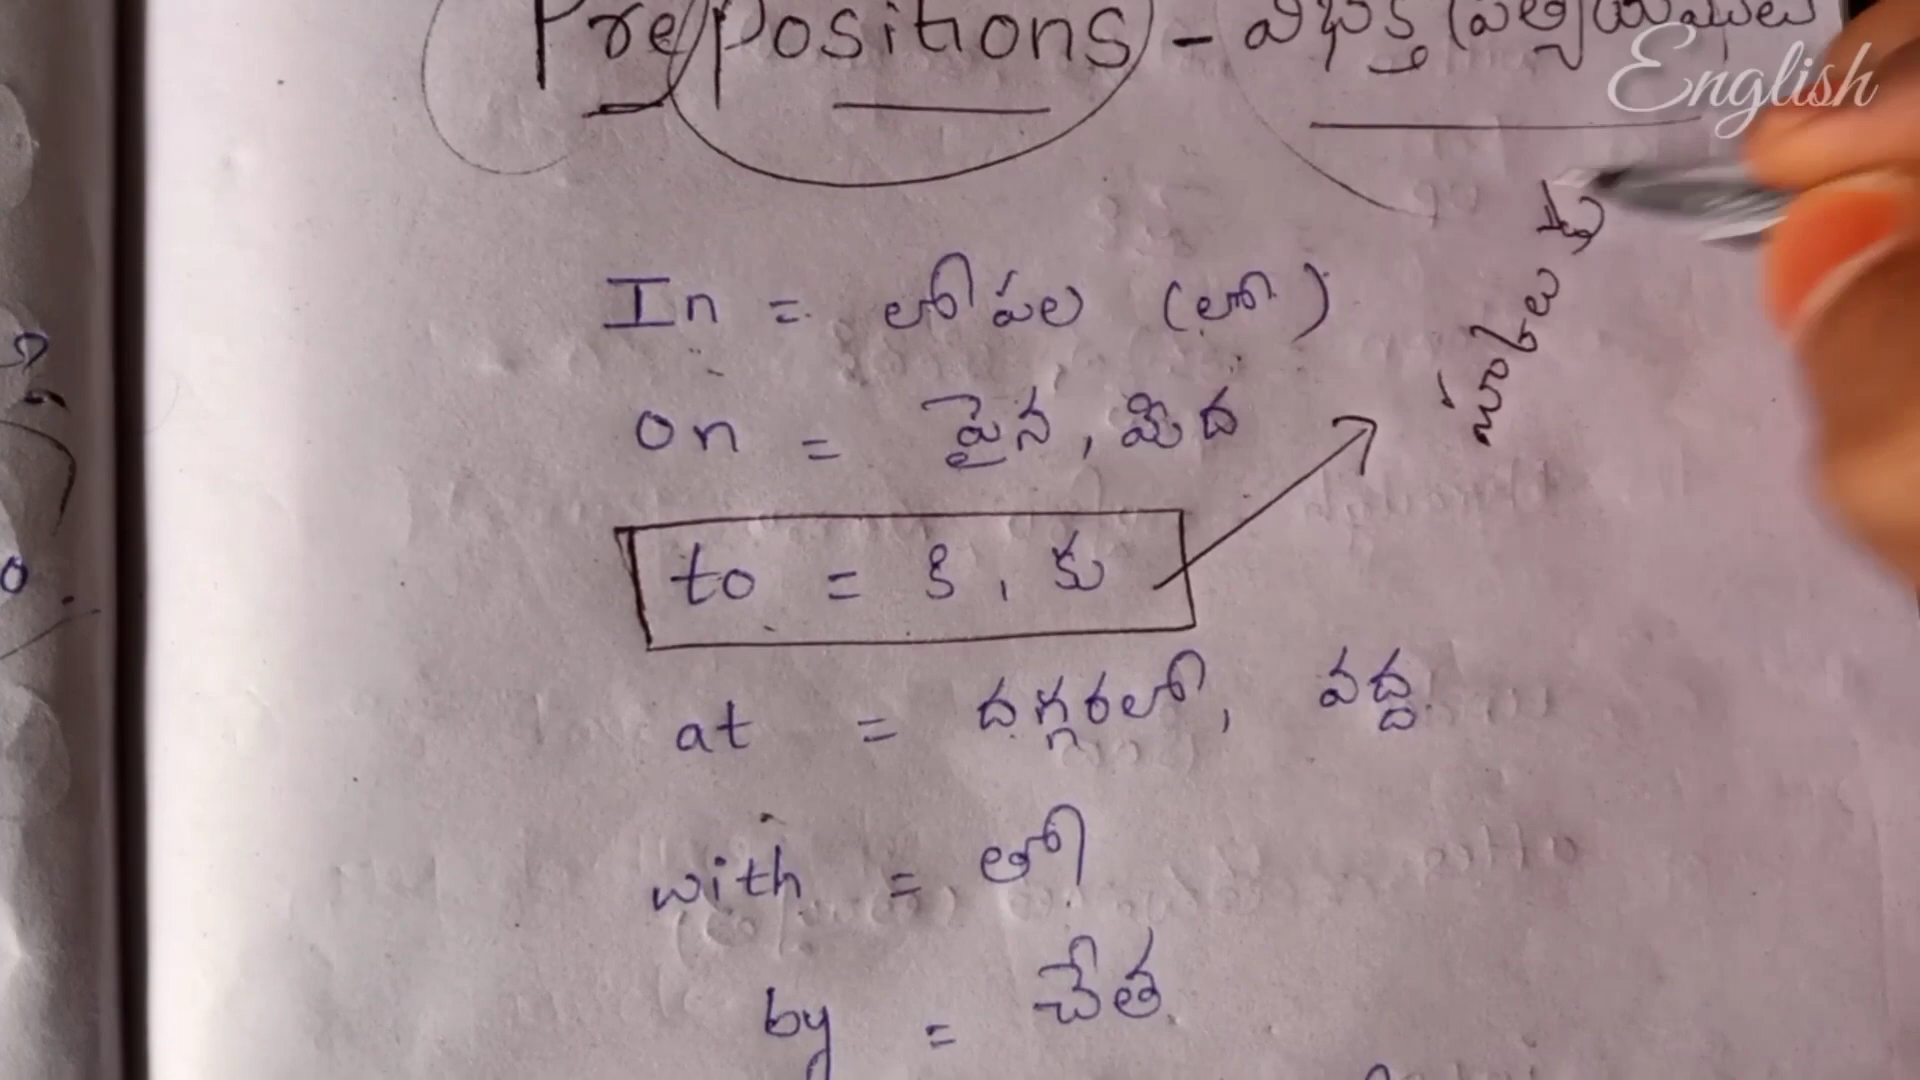 Prepositions - విభక్తి ప్రత్యయములు
English
In = లోపల (లో)
on = పైన, మీద
to = కి, కు
at = దగ్గరలో, వద్ద
with = తో
by = చేత